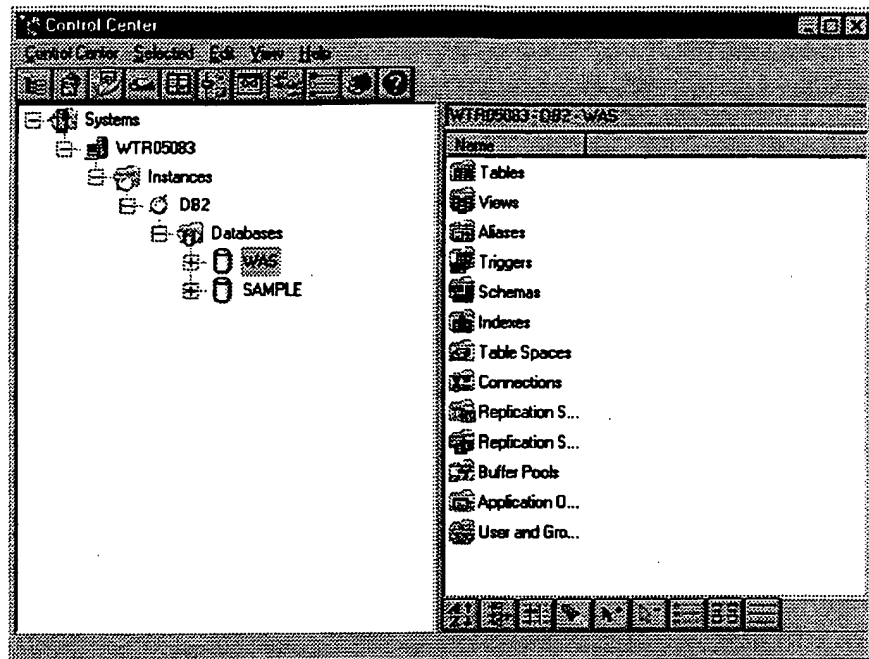 Control Center
Control Center Selected Edit View Help
Systems
WTR05083
Instances
DB2
Databases
WAS
SAMPLE
WTR05083 - DB2 - WAS
Name
Tables
Views
Aliases
Triggers
Schemas
Indexes
Table Spaces
Connections
Replication S...
Replication S...
Buffer Pools
Application O...
User and Gro...